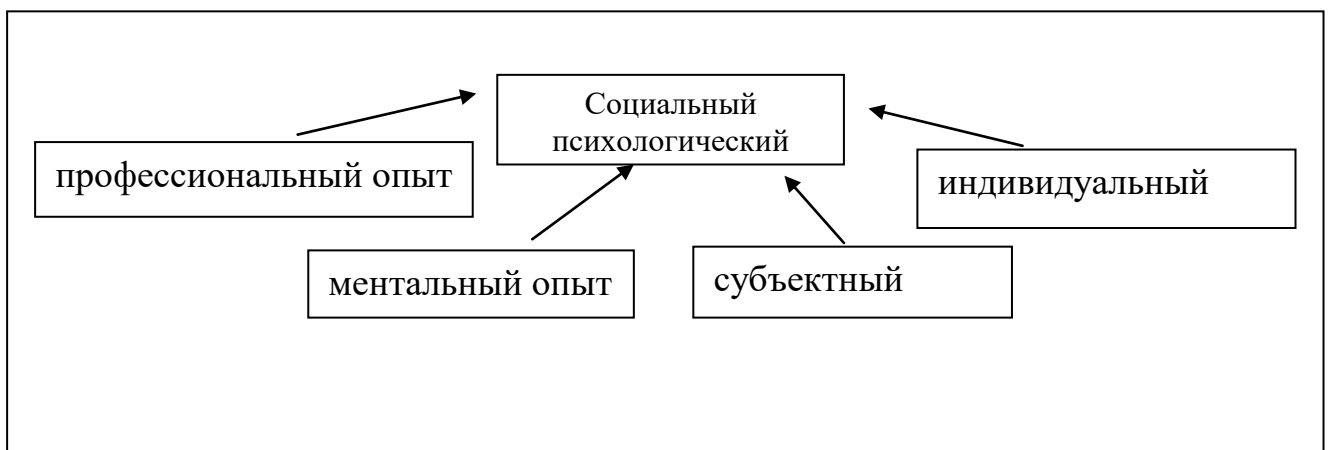 Социальный
психологический
профессиональный опыт
индивидуальный
ментальный опыт
субъектный